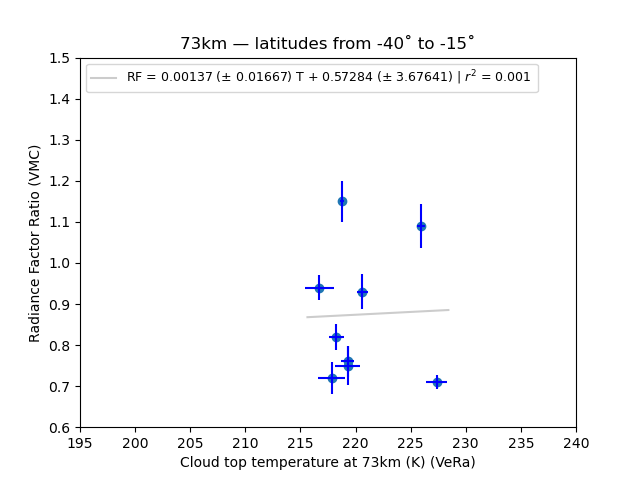 73km — latitudes from -40˚ to -15˚
RF = 0.00137 (± 0.01667) T + 0.57284 (± 3.67641) | r² = 0.001
1.5
1.4
1.3
1.2
1.1
1.0
0.9
0.8
0.7
0.6
Radiance Factor Ratio (VMC)
195 200 205 210 215 220 225 230 235 240
Cloud top temperature at 73km (K) (VeRa)